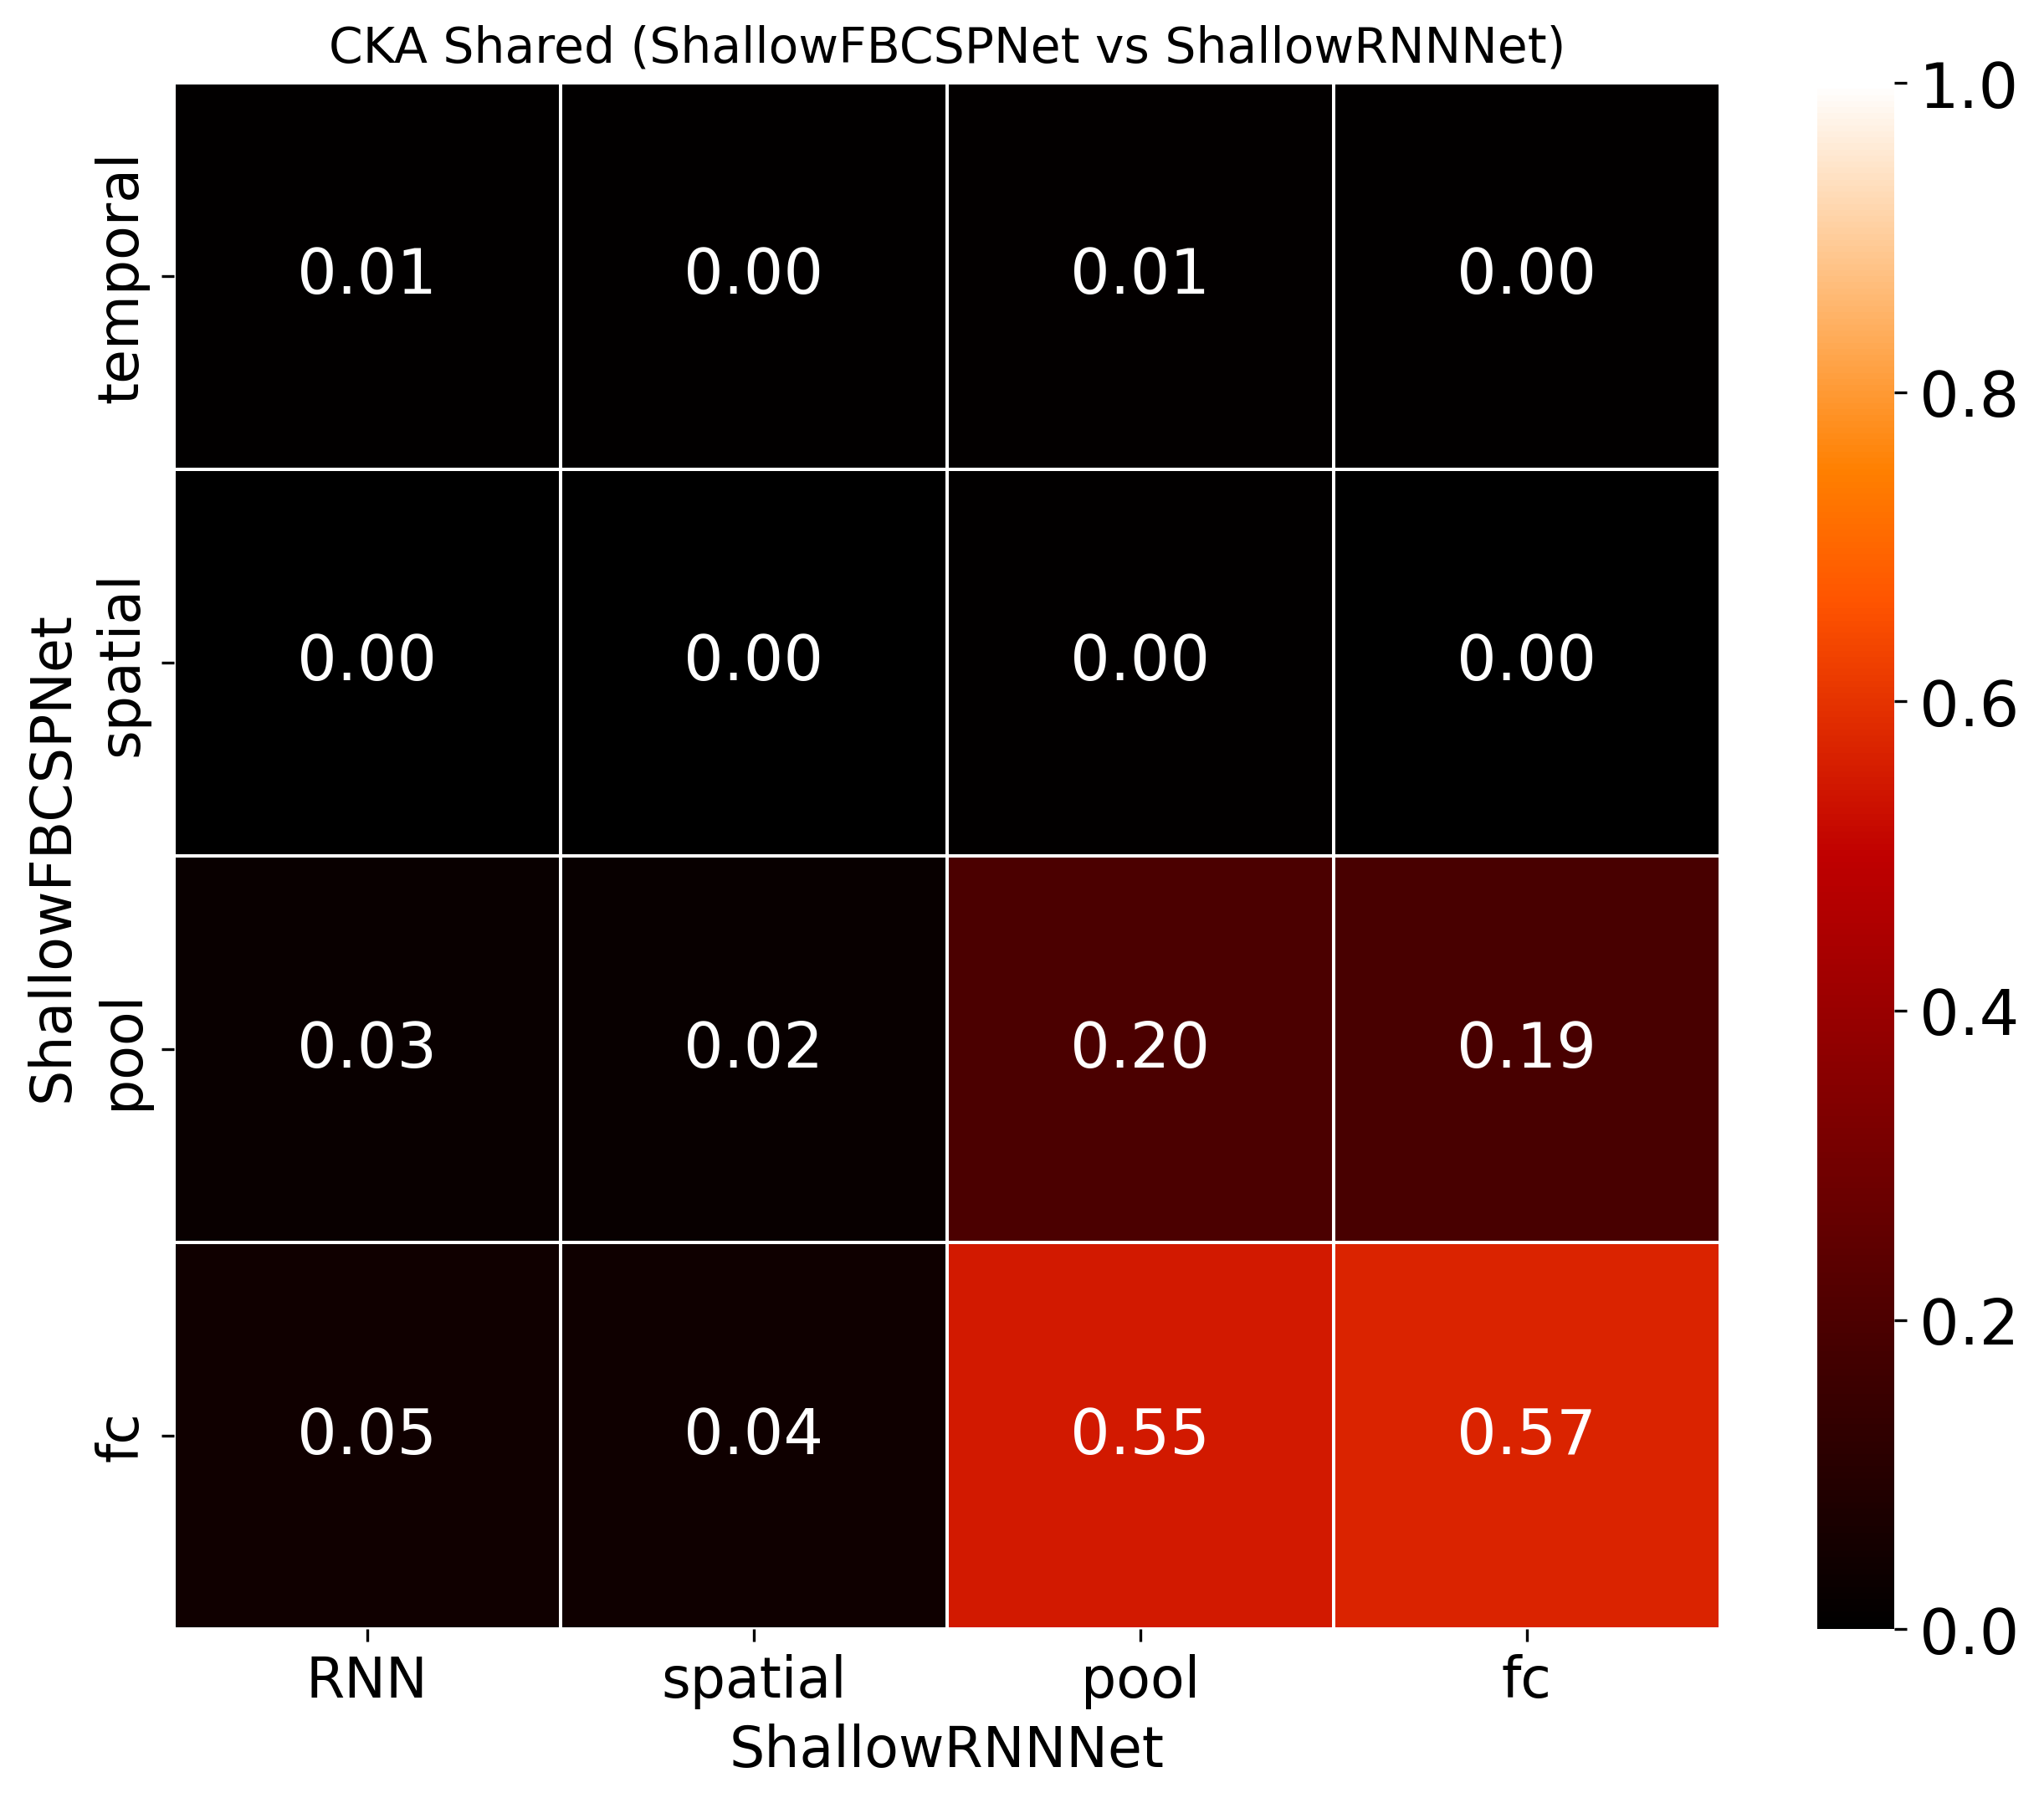 CKA Shared (ShallowFBCSPNet vs ShallowRNNNet)
ShallowFBCSPNet
temporal
0.01 0.00 0.01 0.00
spatial
0.00 0.00 0.00 0.00
pool
0.03 0.02 0.20 0.19
fc
0.05 0.04 0.55 0.57
RNN spatial pool fc
ShallowRNNNet
1.0
0.8
0.6
0.4
0.2
0.0